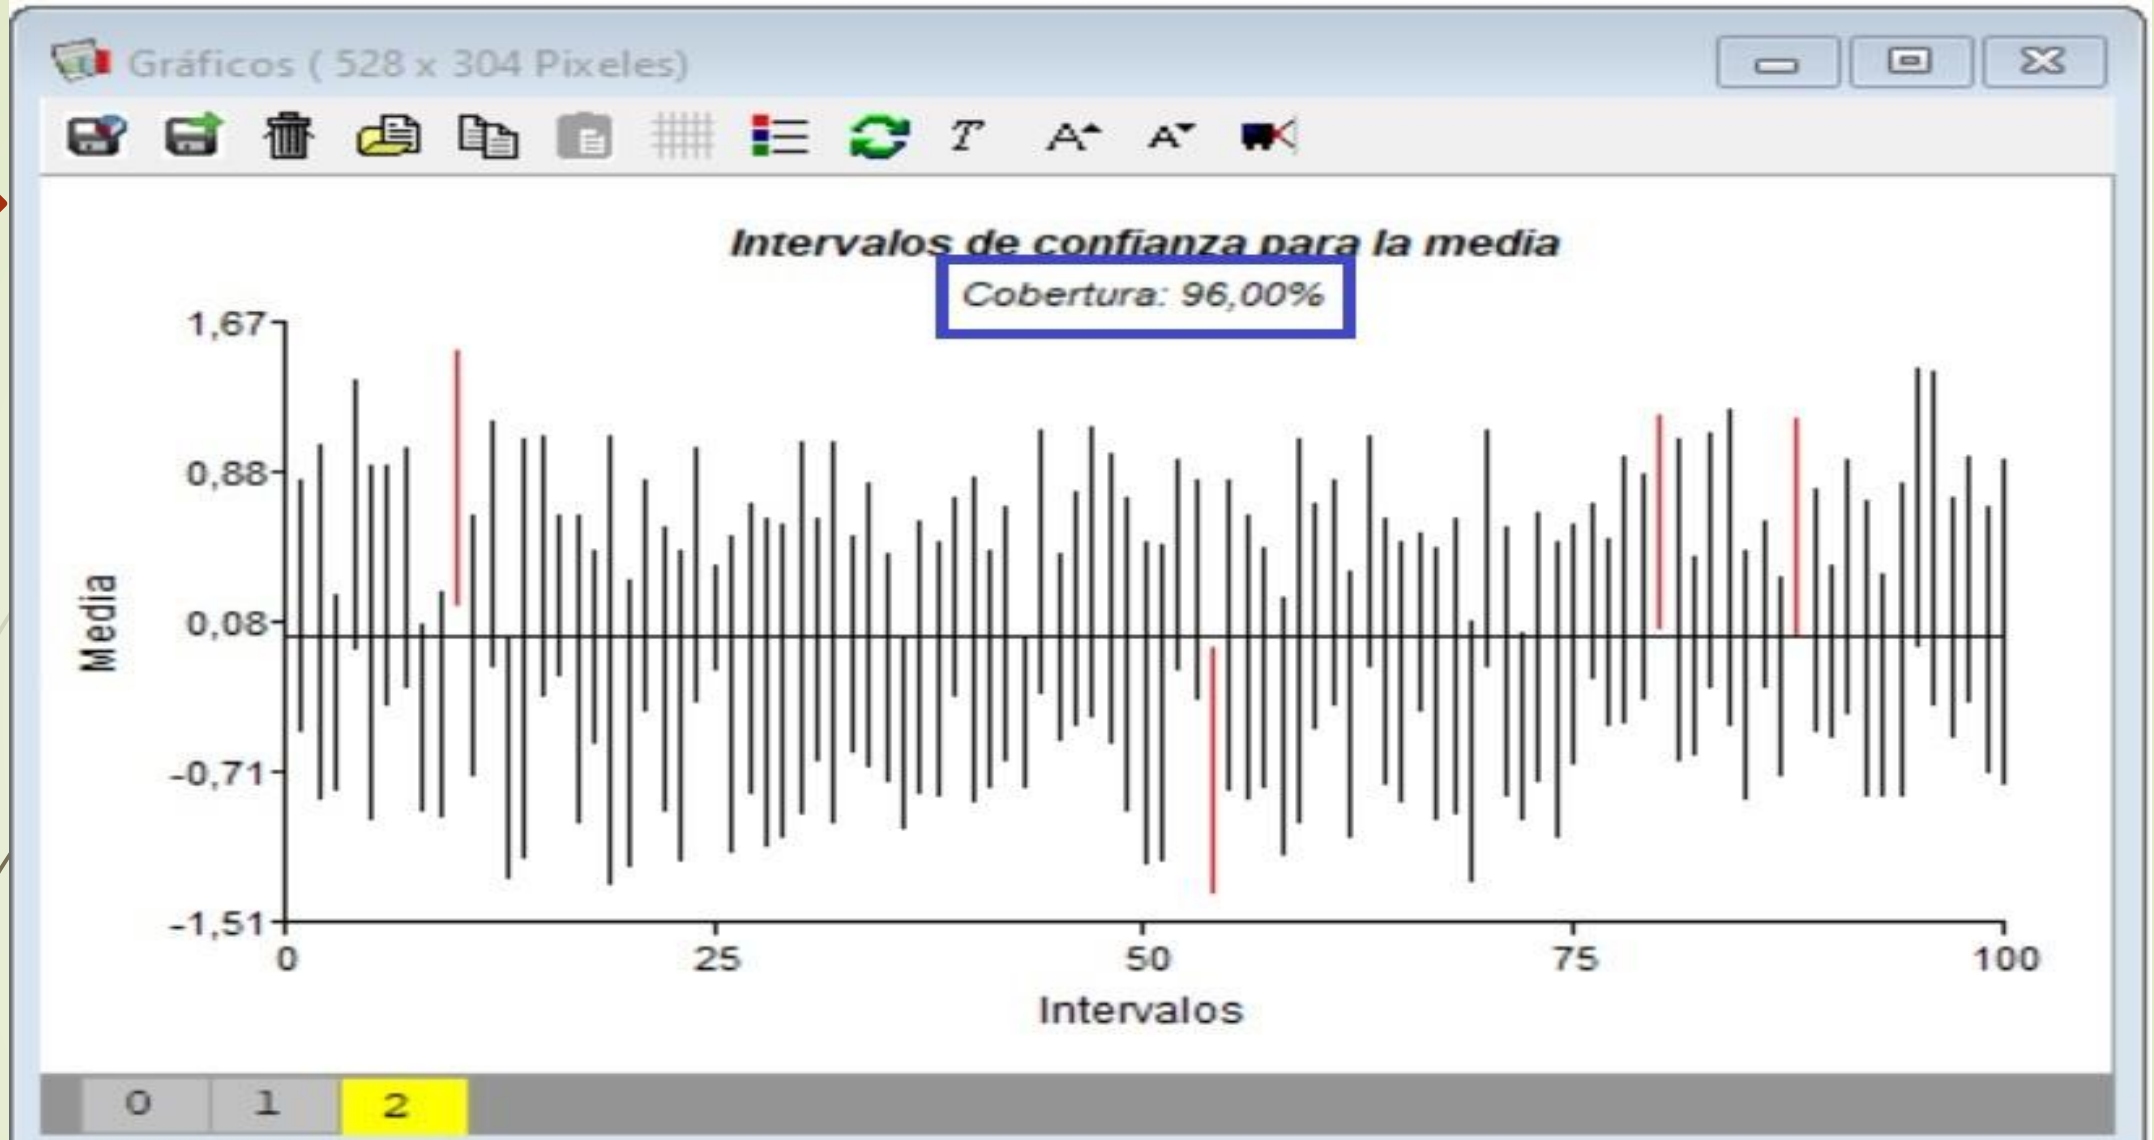 Gráficos ( 528 x 304 Pixeles)
T A A
Intervalos de confianza para la media
Cobertura: 96,00%
1,67
0,88
0,08
-0,71
-1,51
Media
0 25 50 75 100
Intervalos
0 1 2